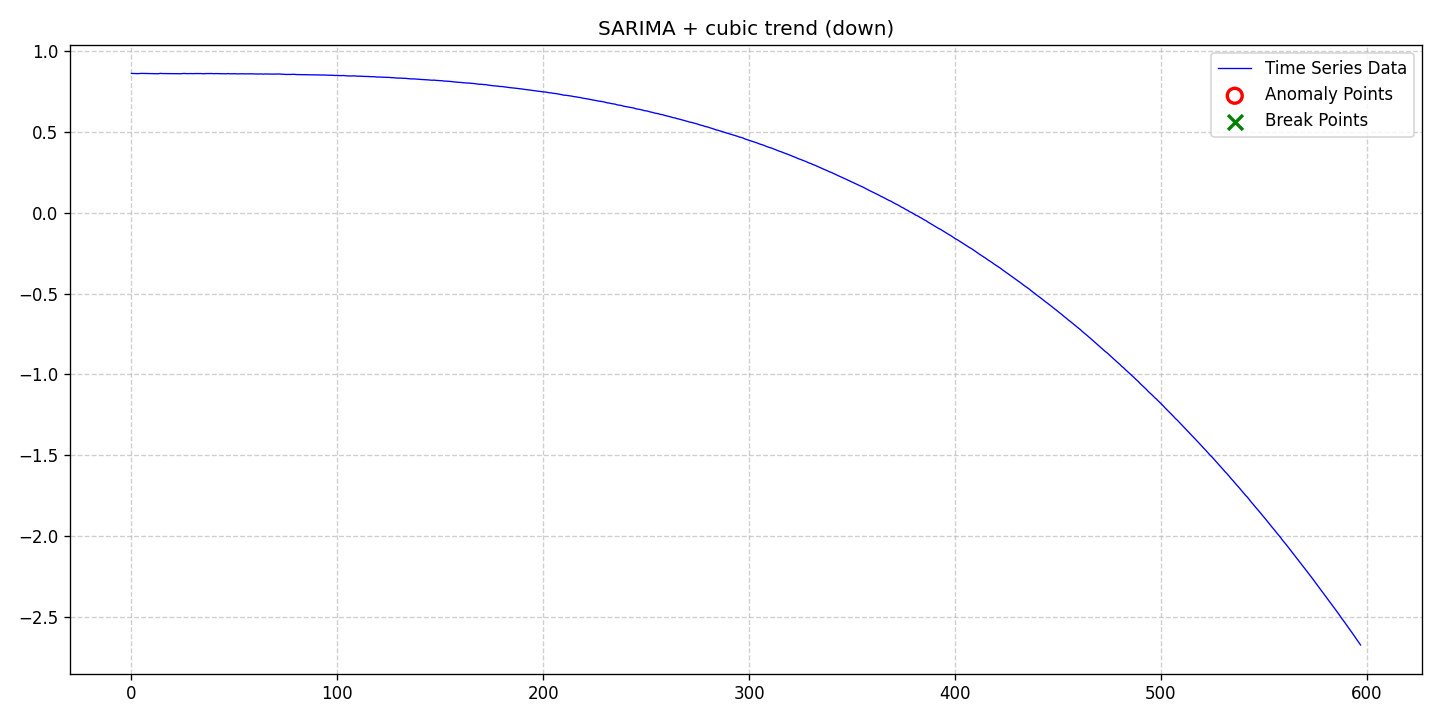 SARIMA + cubic trend (down)
Time Series Data
Anomaly Points
Break Points
1.0
0.5
0.0
−0.5
−1.0
−1.5
−2.0
−2.5
0 100 200 300 400 500 600